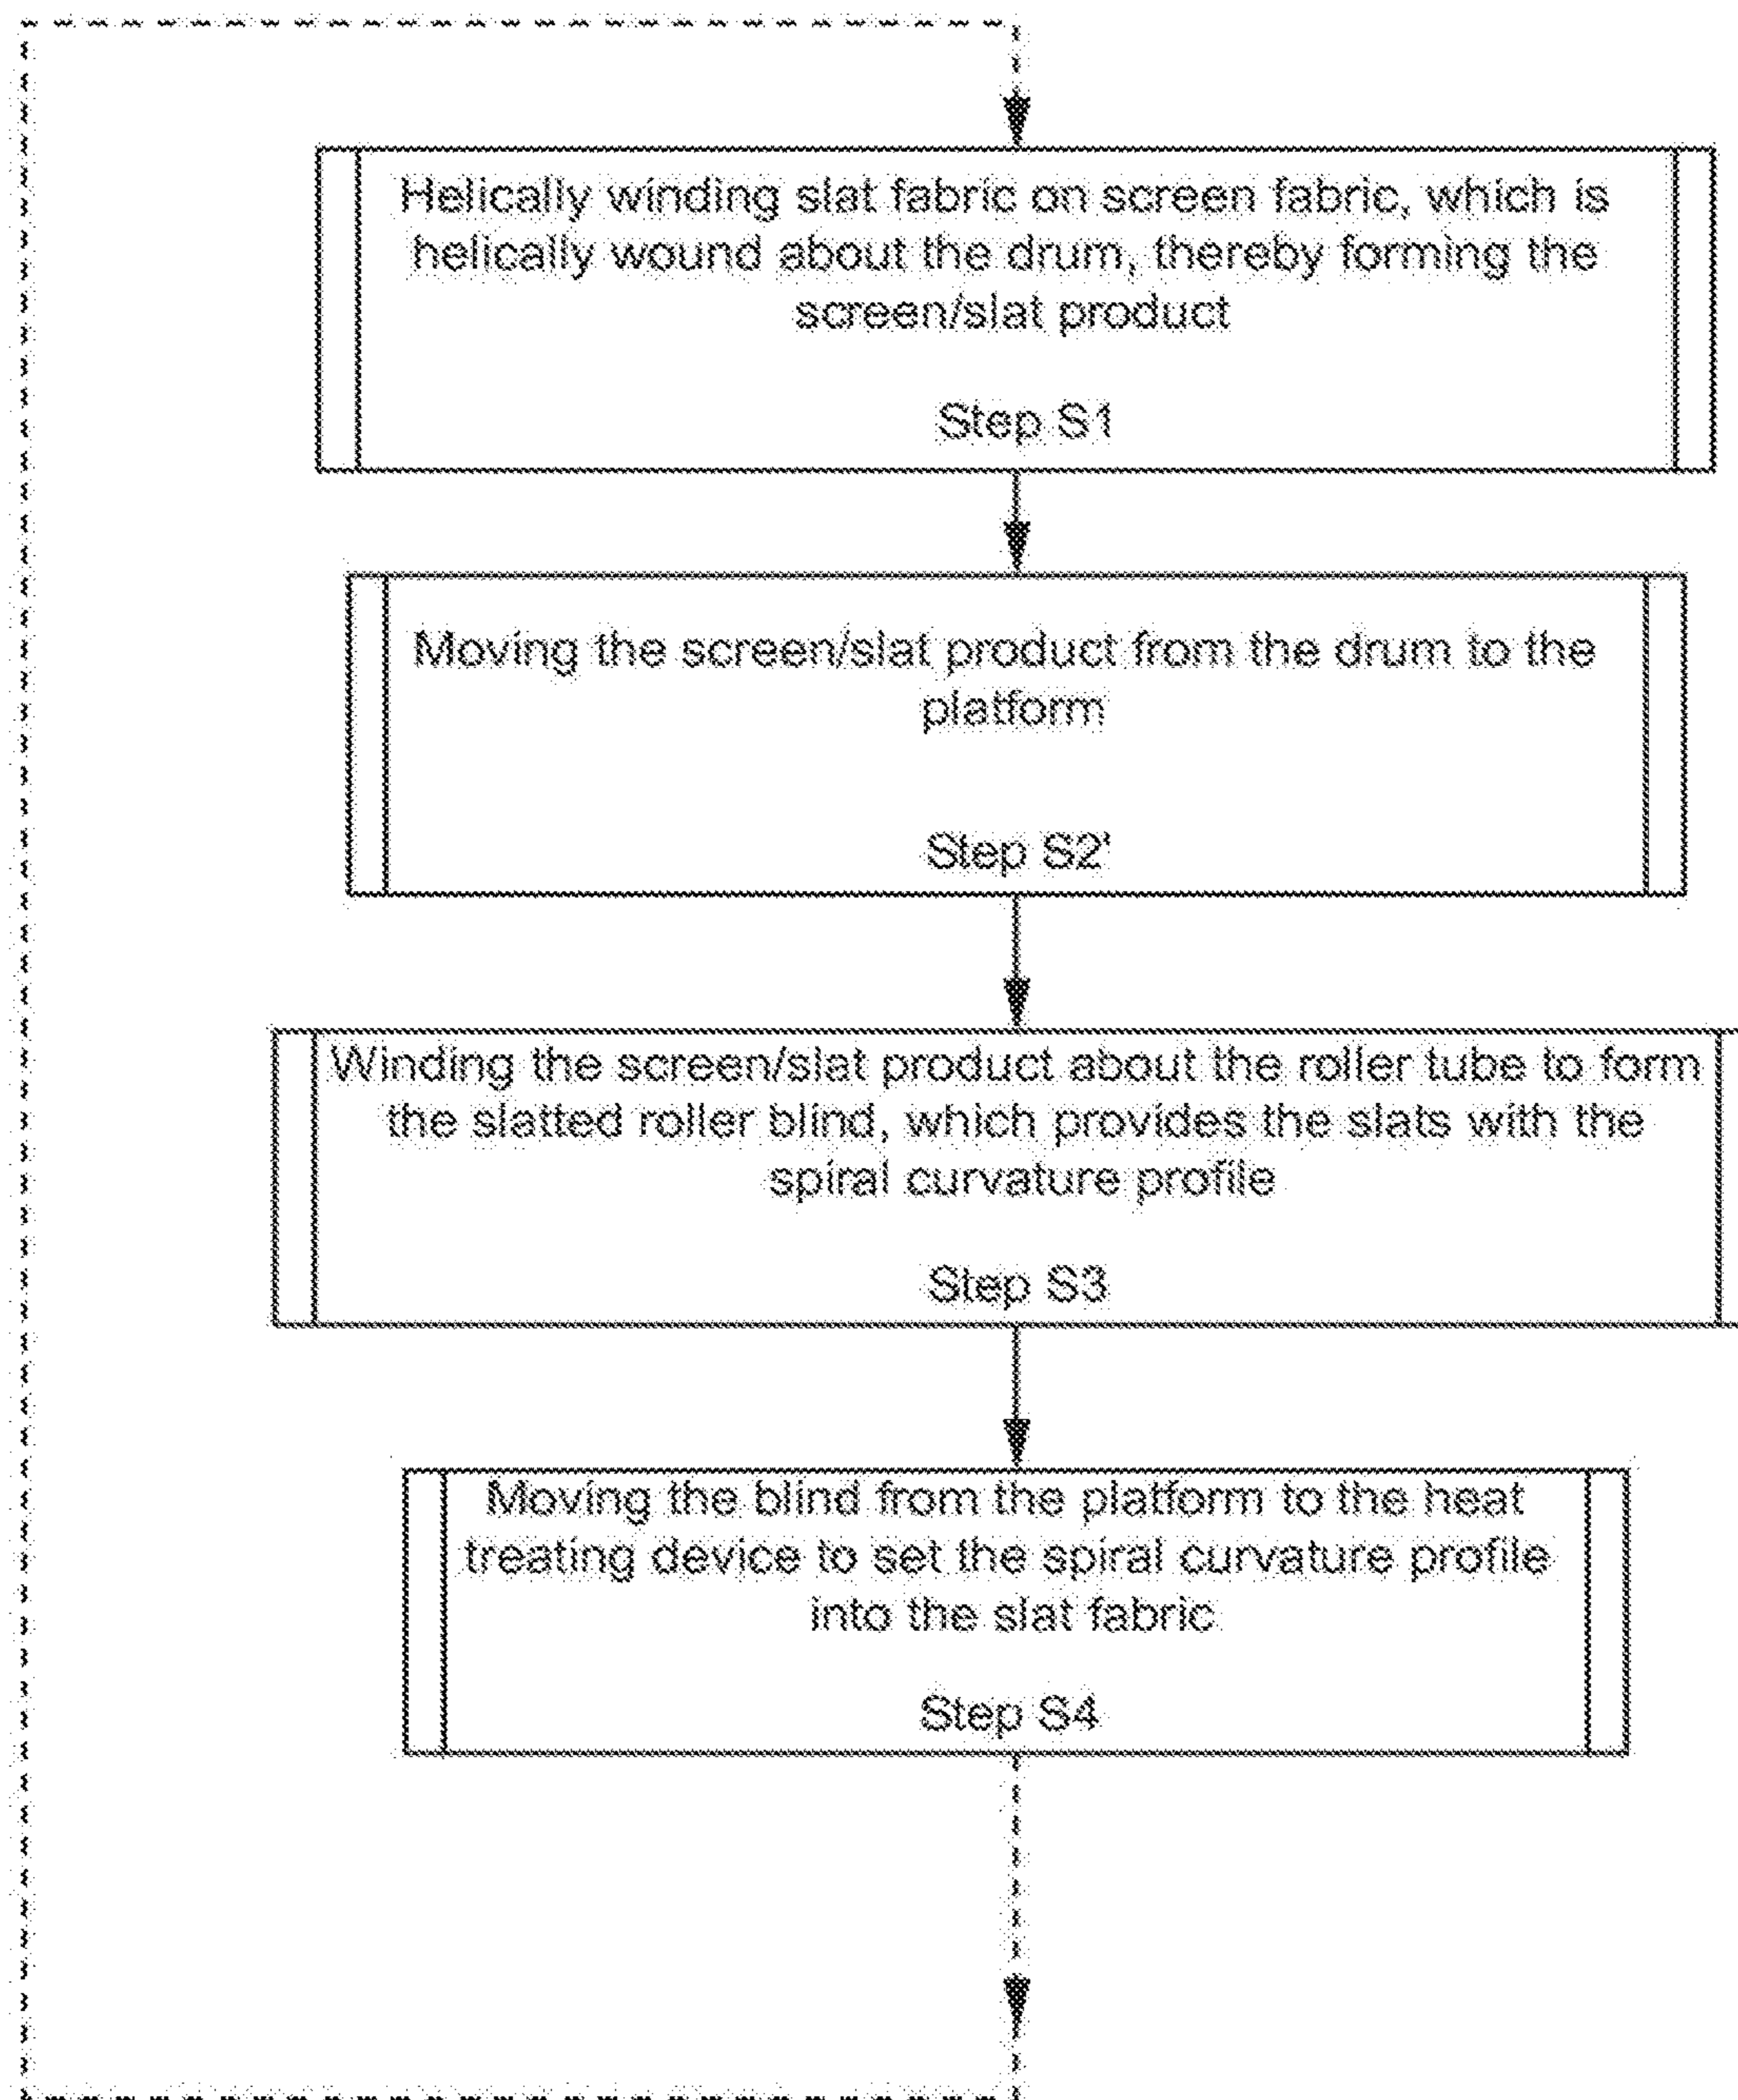 Helically winding slat fabric on screen fabric, which is
helically wound about the drum, thereby forming the
screen/slat product
Step S1
Moving the screen/slat product from the drum to the
platform
Step S2'
Winding the screen/slat product about the roller tube to form
the slatted roller blind, which provides the slats with the
spiral curvature profile
Step S3
Moving the blind from the platform to the heat
treating device to set the spiral curvature profile
into the slat fabric
Step S4